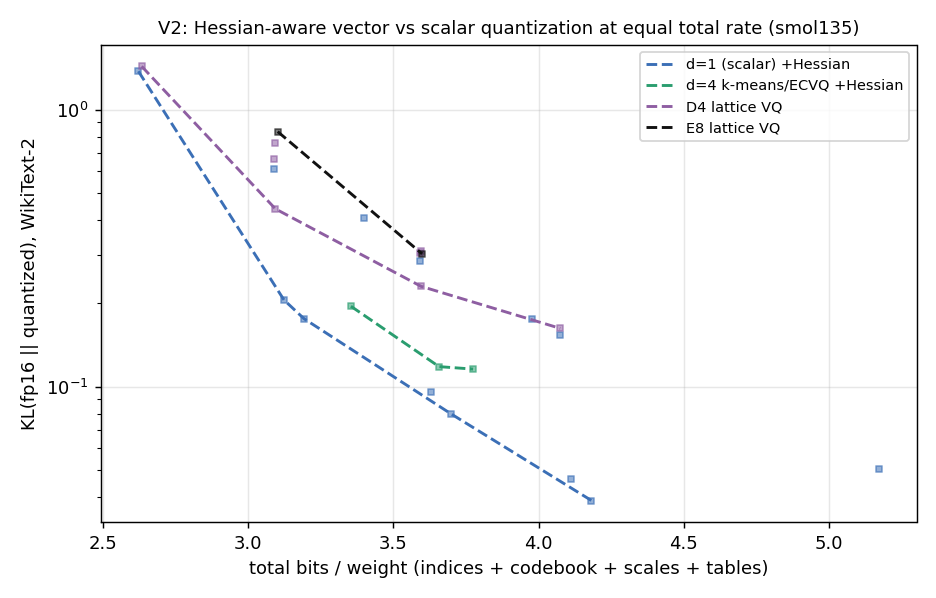 V2: Hessian-aware vector vs scalar quantization at equal total rate (smol135)
d=1 (scalar) +Hessian
d=4 k-means/ECVQ +Hessian
D4 lattice VQ
E8 lattice VQ
10⁰
10⁻¹
KL(fp16 || quantized), WikiText-2
2.5 3.0 3.5 4.0 4.5 5.0
total bits / weight (indices + codebook + scales + tables)